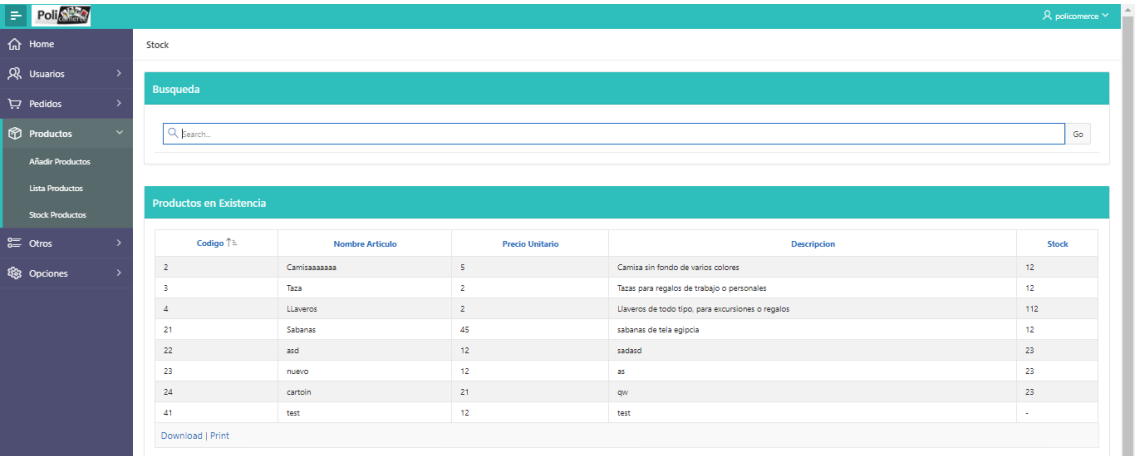 Poli comerce policomerce
Home
Stock
Usuarios
Busqueda
Pedidos
Productos
Search...
Go
Añadir Productos
Lista Productos
Stock Productos
Otros
Opciones
Productos en Existencia
Codigo Nombre Articulo Precio Unitario Descripcion Stock
2 Camisaaaaaaa 5 Camisa sin fondo de varios colores 12
3 Taza 2 Tazas para regalos de trabajo o personales 12
4 LLaveros 2 Llaveros de todo tipo, para excursiones o regalos 112
21 Sabanas 45 sabanas de tela egipcia 12
22 asd 12 sadasd 23
23 nuevo 12 as 23
24 cartoin 21 qw 23
41 test 12 test -
Download | Print